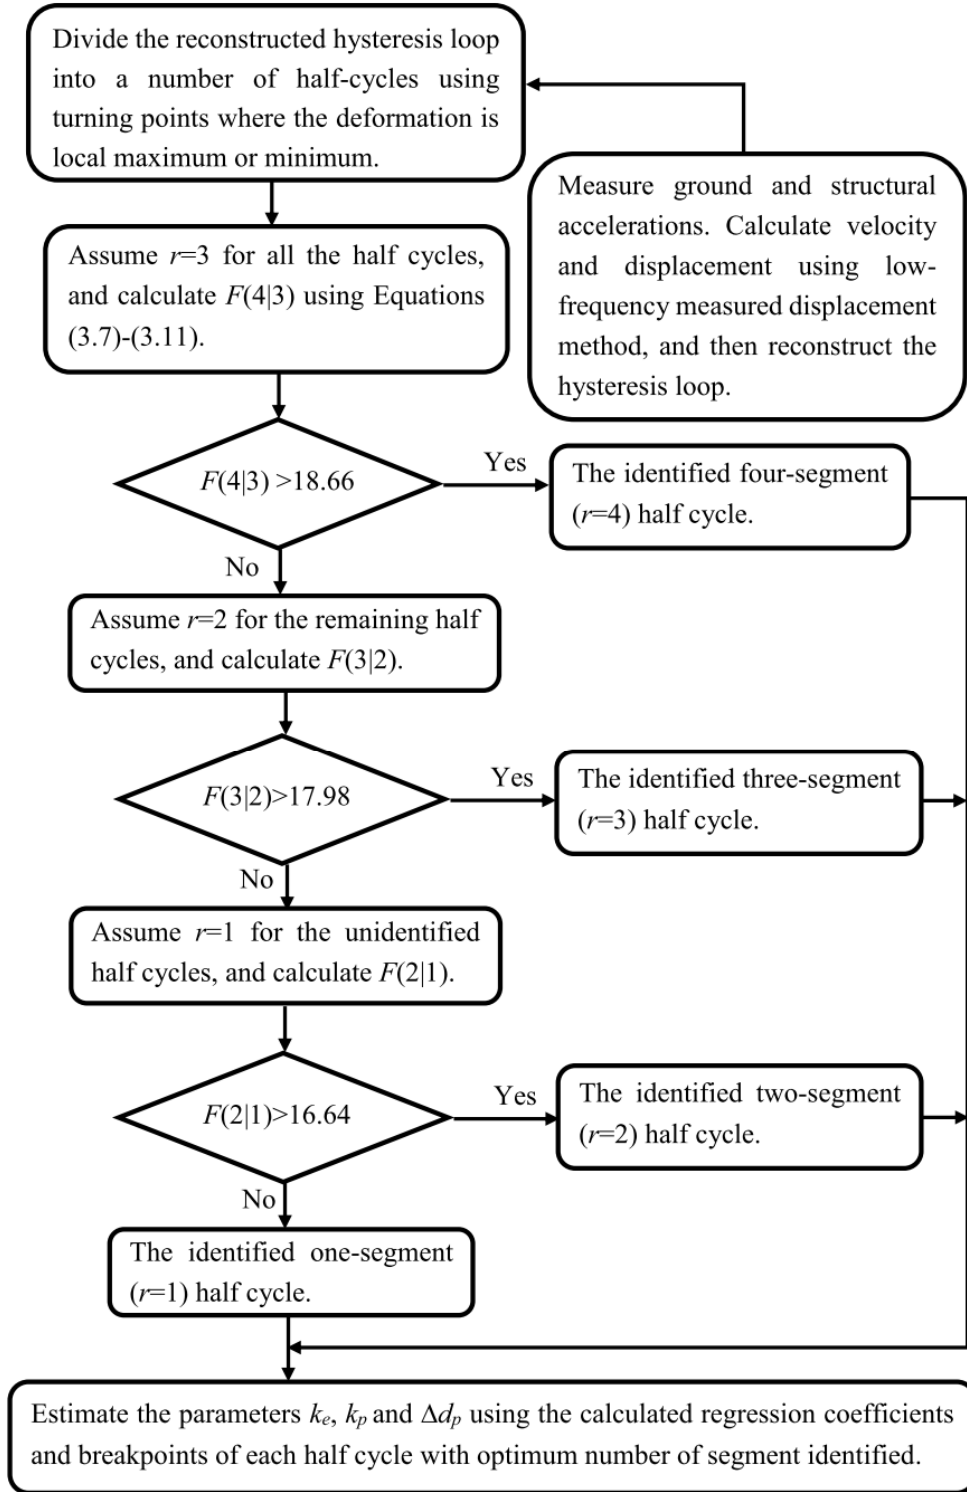 Divide the reconstructed hysteresis loop
into a number of half-cycles using
turning points where the deformation is
local maximum or minimum.
Measure ground and structural
accelerations. Calculate velocity
and displacement using low-
frequency measured displacement
method, and then reconstruct the
hysteresis loop.
Assume r=3 for all the half cycles,
and calculate F(4|3) using Equations
(3.7)-(3.11).
F(4|3) >18.66
Yes
The identified four-segment
(r=4) half cycle.
No
Assume r=2 for the remaining half
cycles, and calculate F(3|2).
F(3|2)>17.98
Yes
The identified three-segment
(r=3) half cycle.
No
Assume r=1 for the unidentified
half cycles, and calculate F(2|1).
F(2|1)>16.64
Yes
The identified two-segment
(r=2) half cycle.
No
The identified one-segment
(r=1) half cycle.
Estimate the parameters kₑ, kₚ and Δdₚ using the calculated regression coefficients
and breakpoints of each half cycle with optimum number of segment identified.